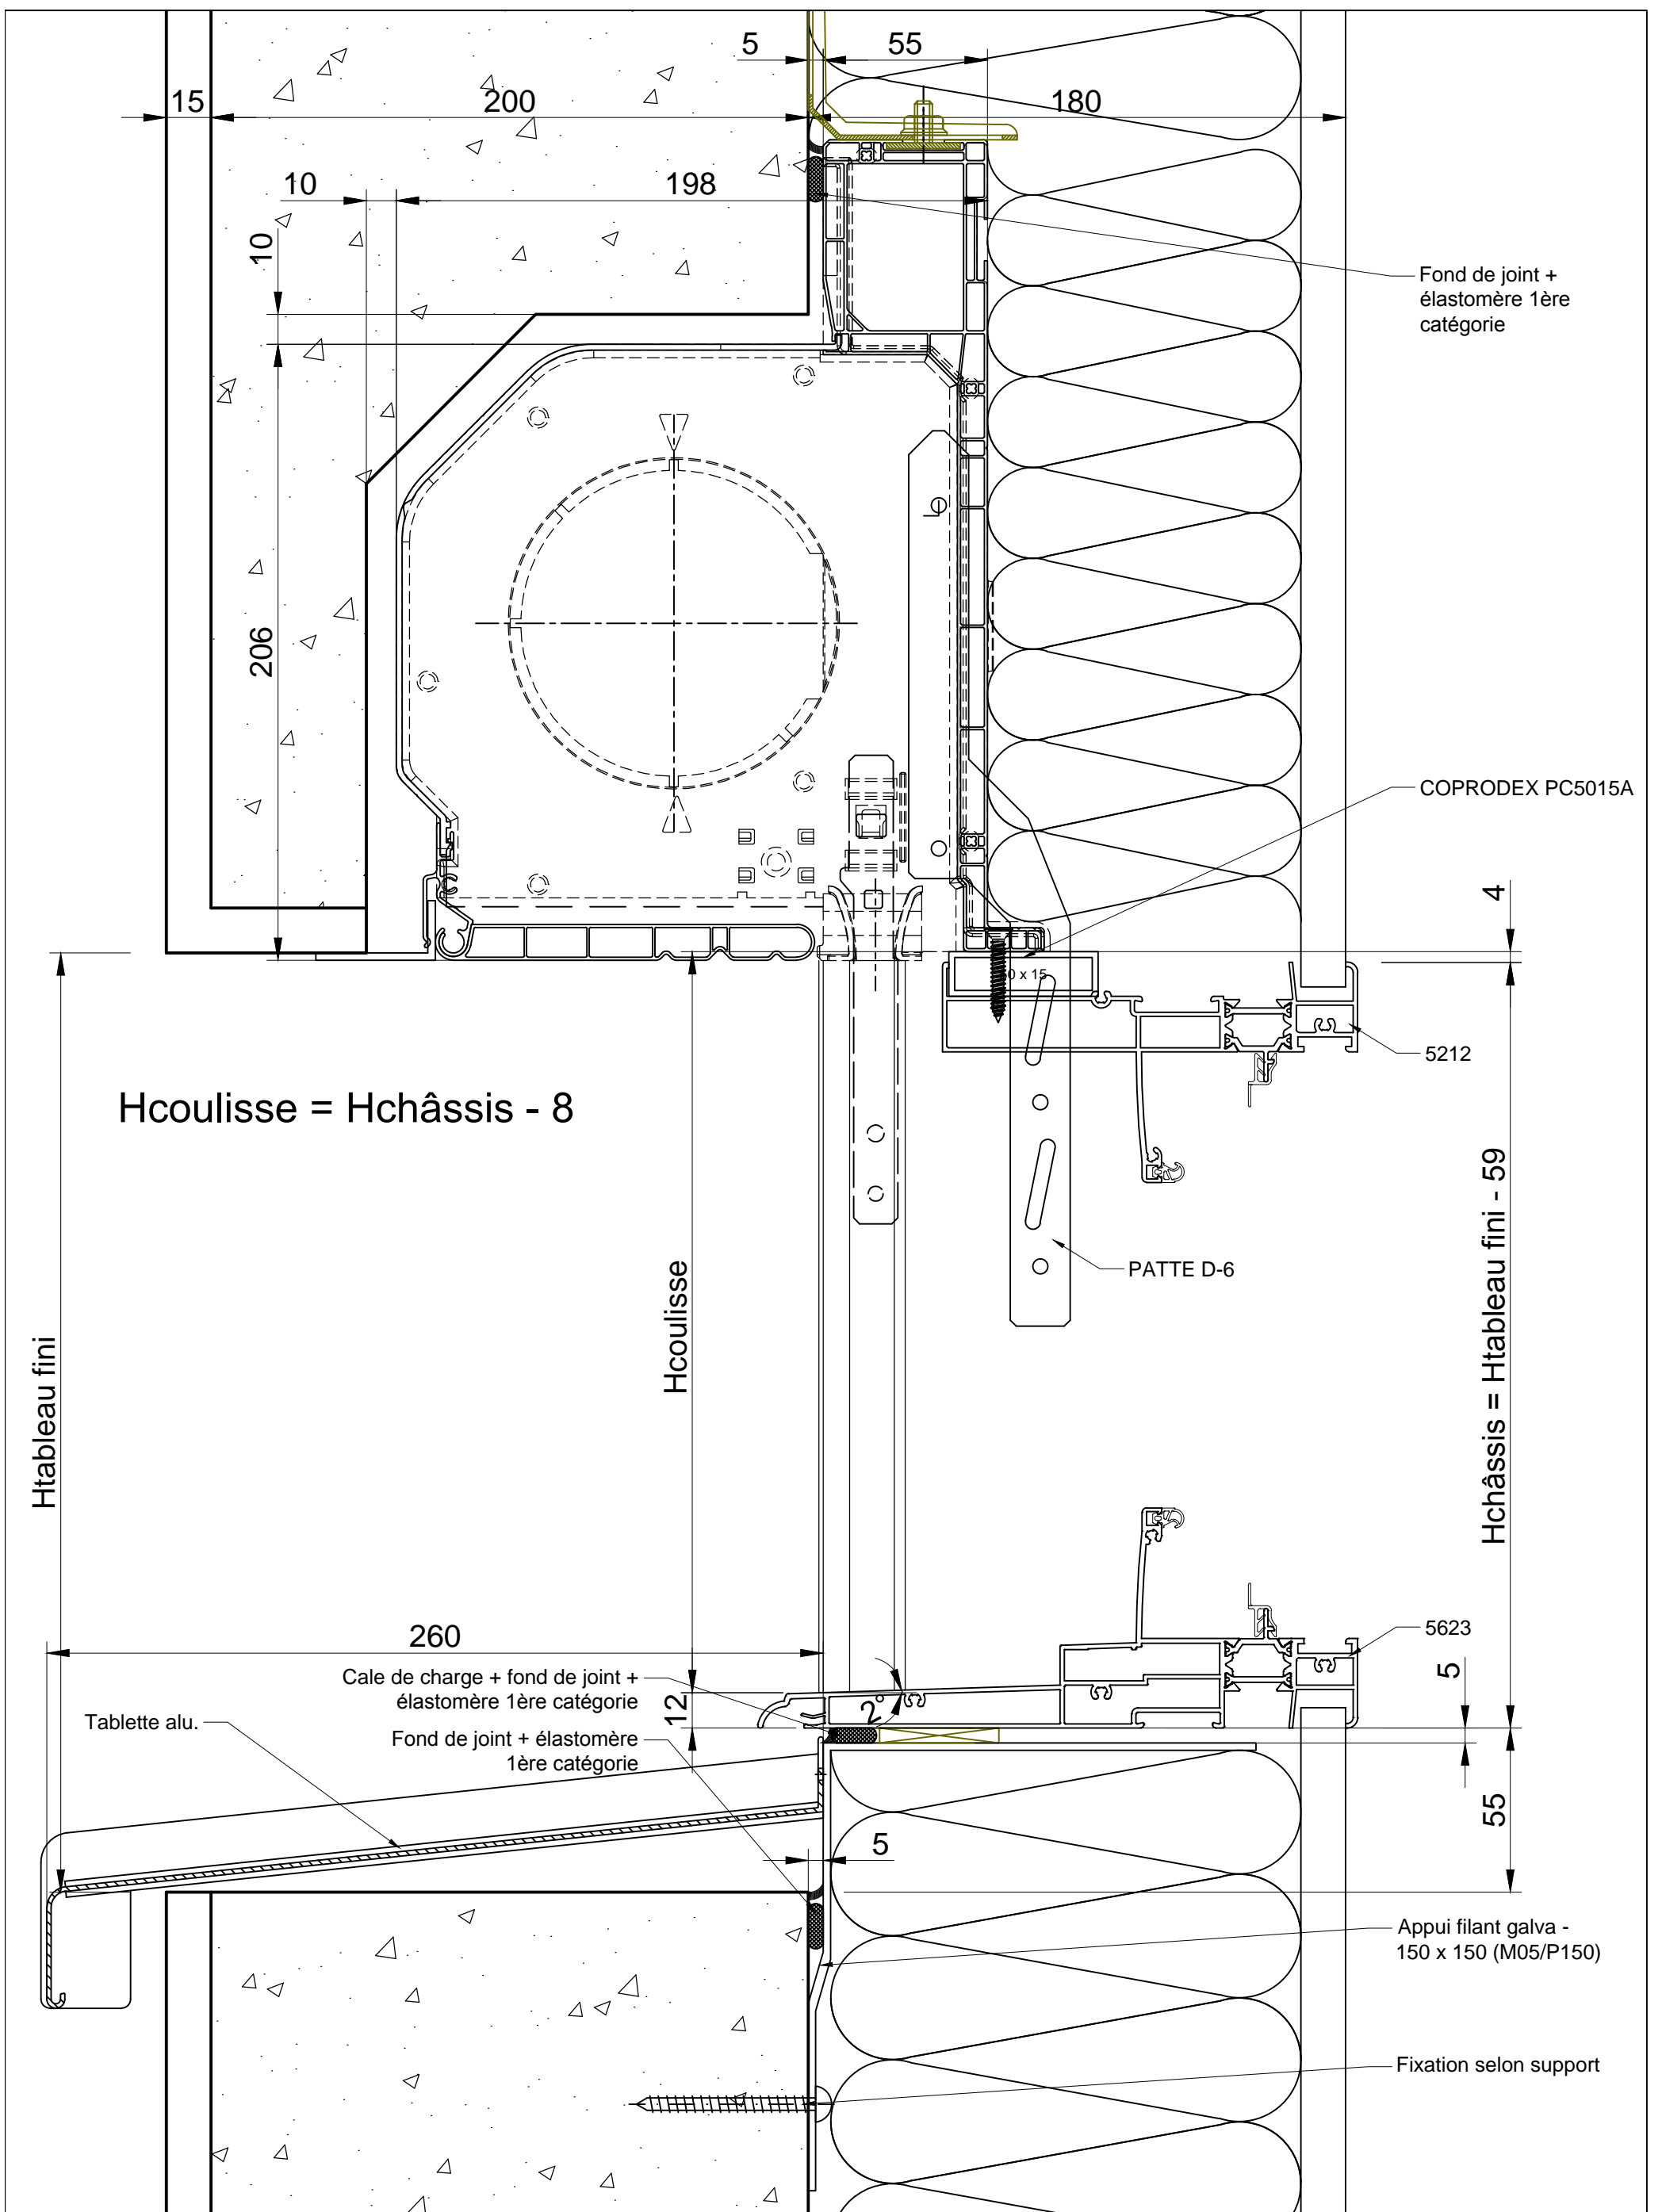 5
55
15
200
180
10
198
10
Fond de joint +
élastomère 1ère
catégorie
206
COPRODEX PC5015A
4
0 x 15
5212
Hcoulisse = Hchâssis - 8
Hchâssis = Htableau fini - 59
PATTE D-6
Hcoulisse
Htableau fini
260
5623
Cale de charge + fond de joint +
élastomère 1ère catégorie
5
12
2°
Tablette alu.
Fond de joint + élastomère
1ère catégorie
55
5
Appui filant galva -
150 x 150 (M05/P150)
Fixation selon support